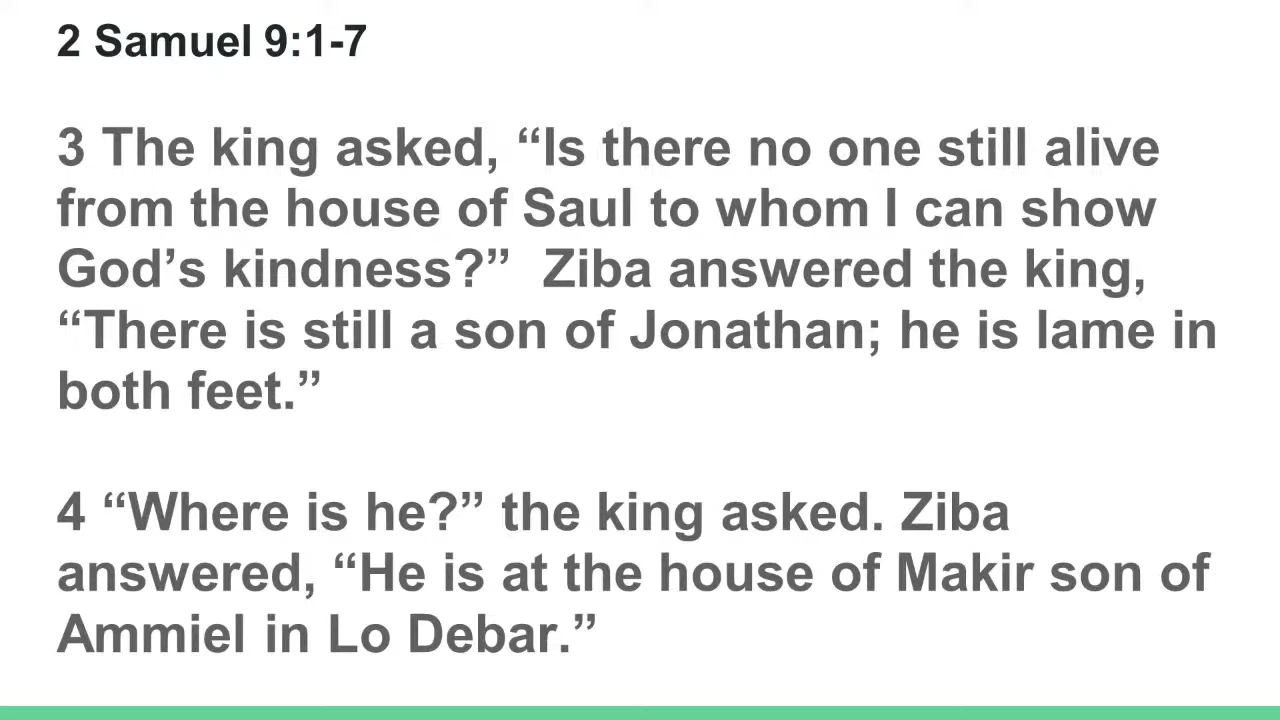 2 Samuel 9:1-7
3 The king asked, “Is there no one still alive
from the house of Saul to whom I can show
God’s kindness?”  Ziba answered the king,
“There is still a son of Jonathan; he is lame in
both feet.”
4 “Where is he?” the king asked. Ziba
answered, “He is at the house of Makir son of
Ammiel in Lo Debar.”